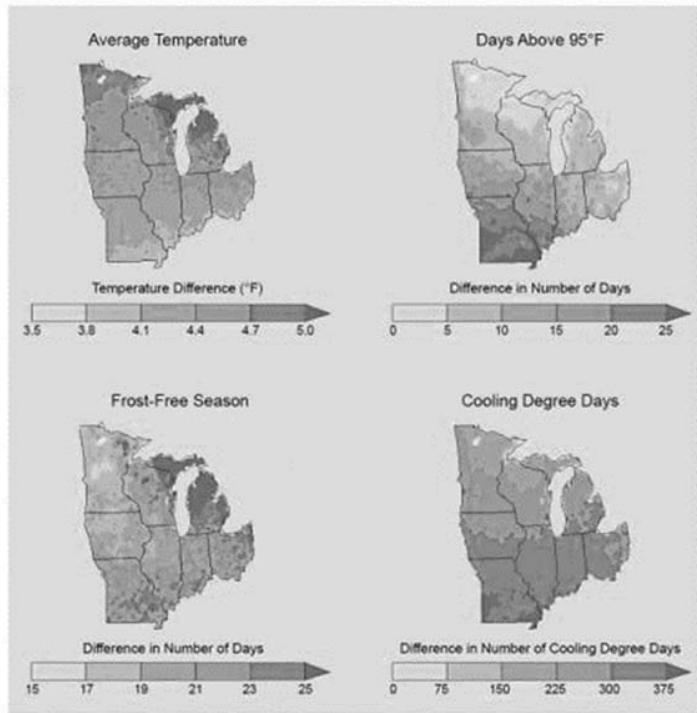 Average Temperature
Days Above 95°F
Temperature Difference (°F)
3.5 3.8 4.1 4.4 4.7 5.0
Difference in Number of Days
0 5 10 15 20 25
Frost-Free Season
Cooling Degree Days
Difference in Number of Days
15 17 19 21 23 25
Difference in Number of Cooling Degree Days
0 75 150 225 300 375